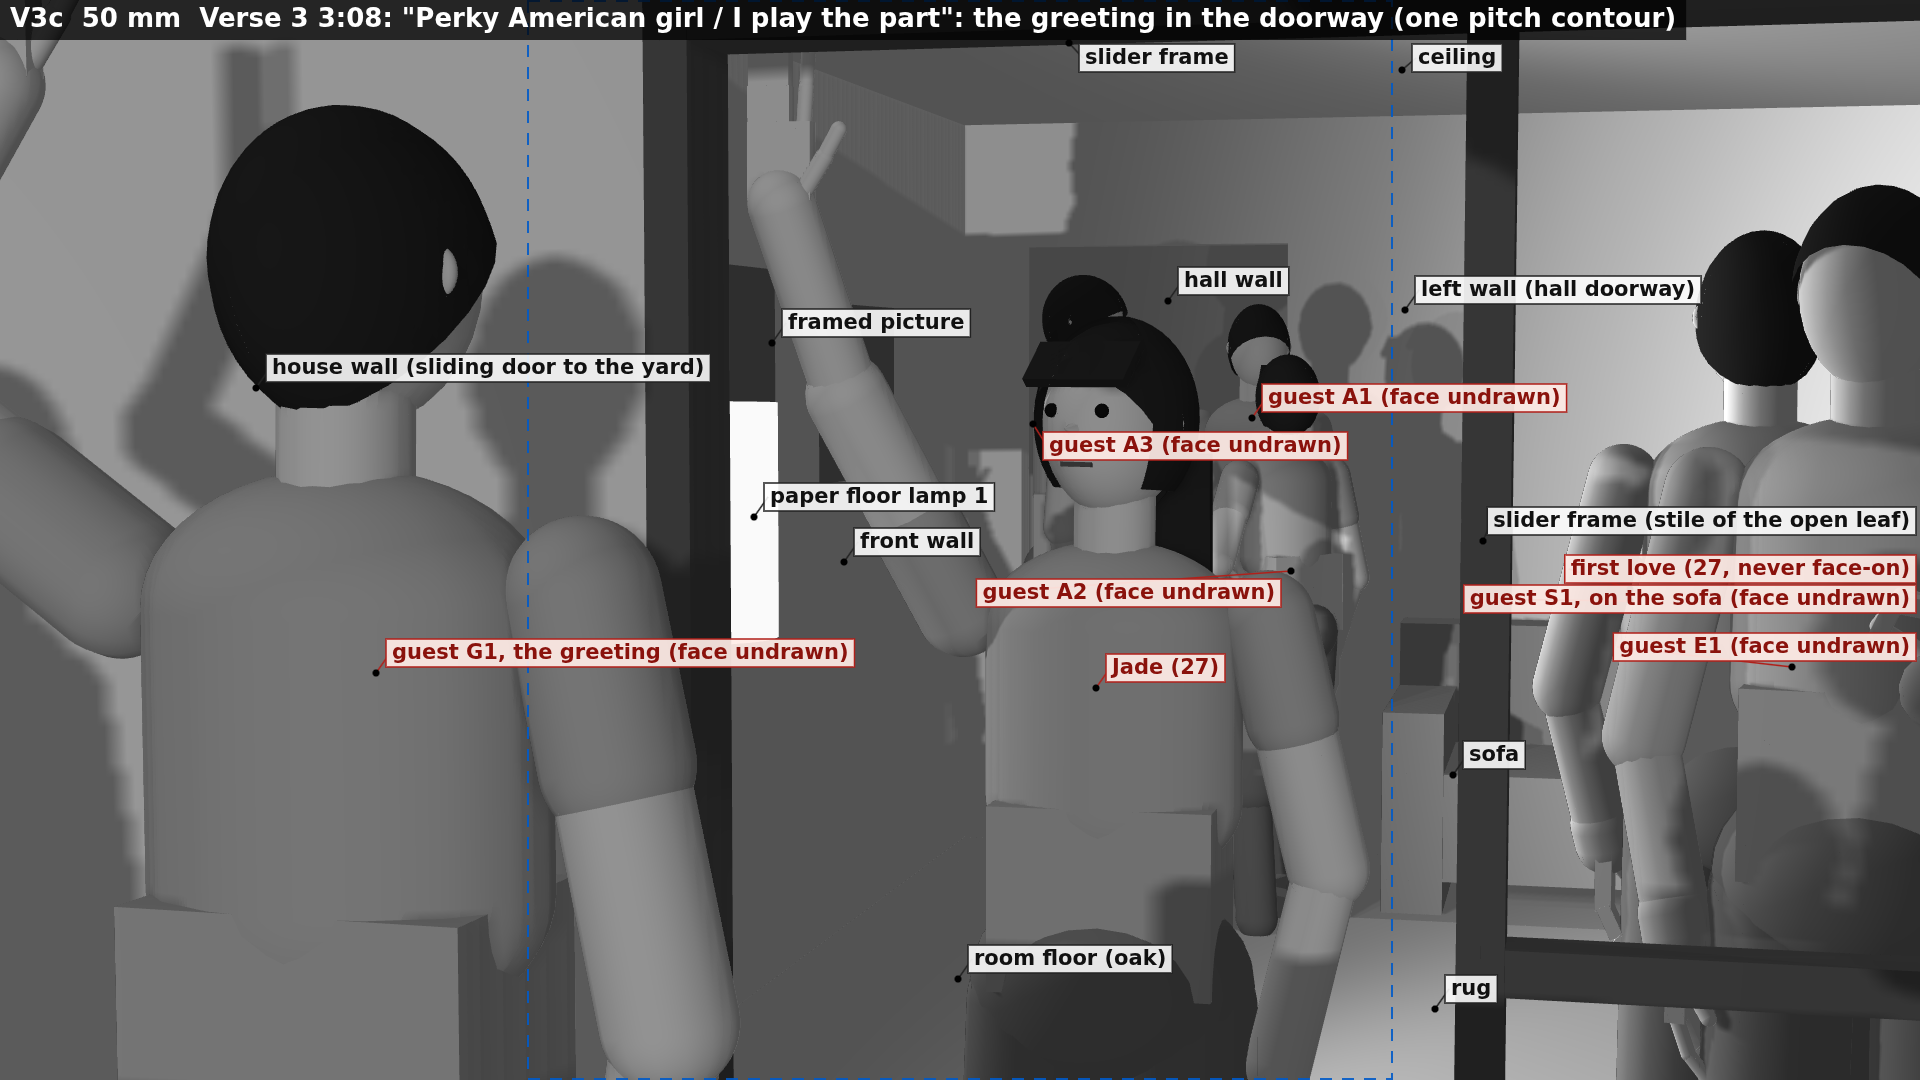 V3c 50 mm Verse 3 3:08: "Perky American girl / I play the part": the greeting in the doorway (one pitch contour)
slider frame
ceiling
hall wall
left wall (hall doorway)
framed picture
house wall (sliding door to the yard)
guest A1 (face undrawn)
guest A3 (face undrawn)
paper floor lamp 1
slider frame (stile of the open leaf)
front wall
first love (27, never face-on)
guest A2 (face undrawn)
guest S1, on the sofa (face undrawn)
guest E1 (face undrawn)
guest G1, the greeting (face undrawn)
Jade (27)
sofa
room floor (oak)
rug